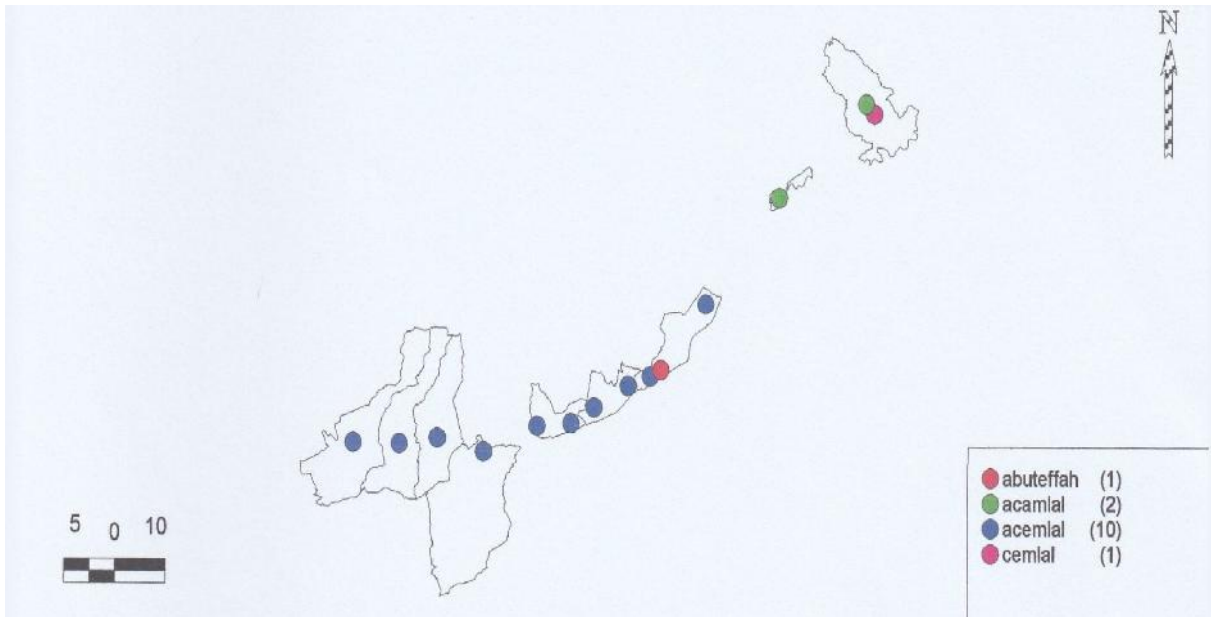 N
5 0 10
abuteffah (1)
acamlal (2)
acemlal (10)
cemlal (1)